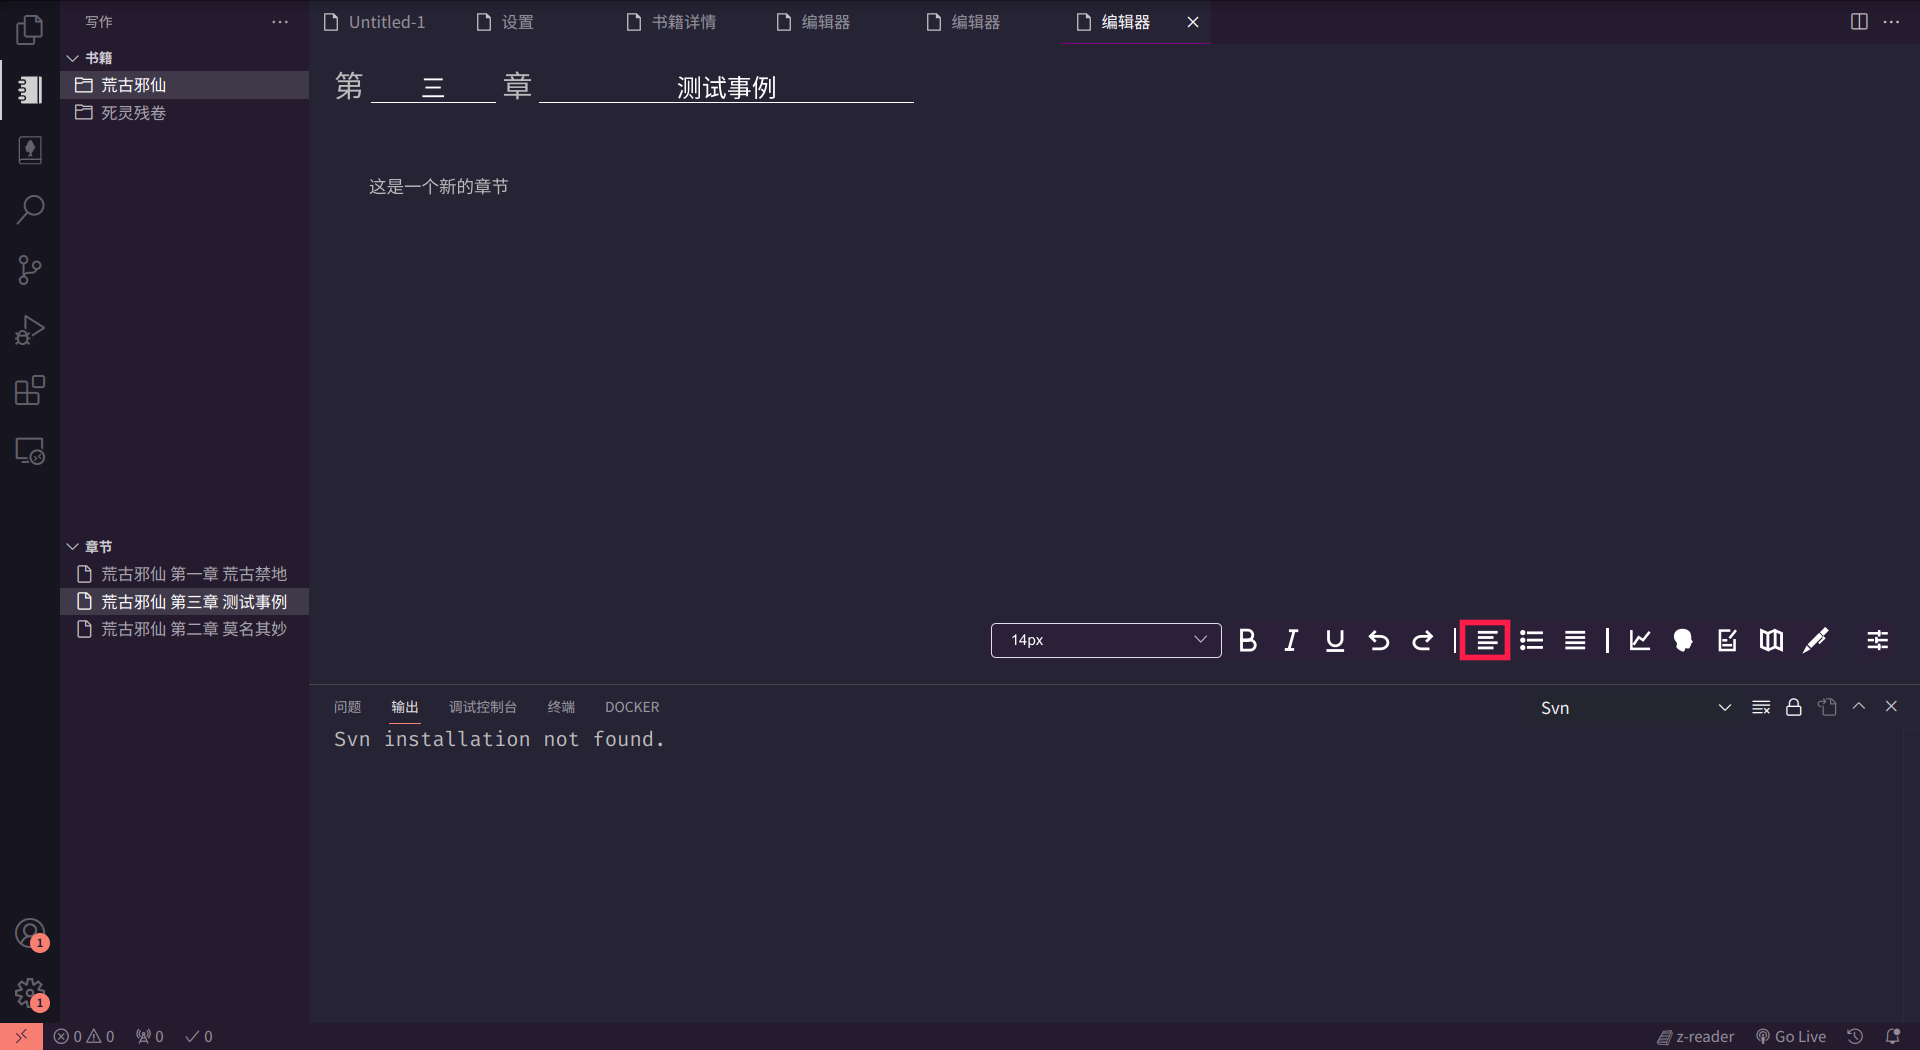 写作
Untitled-1
设置
书籍详情
编辑器
编辑器
编辑器
书籍
荒古邪仙
死灵残卷
第 三 章 测试事例
这是一个新的章节
章节
荒古邪仙 第一章 荒古禁地
荒古邪仙 第三章 测试事例
荒古邪仙 第二章 莫名其妙
14px
问题 输出 调试控制台 终端 DOCKER
Svn
Svn installation not found.
1
1
0 0 0 0
z-reader Go Live